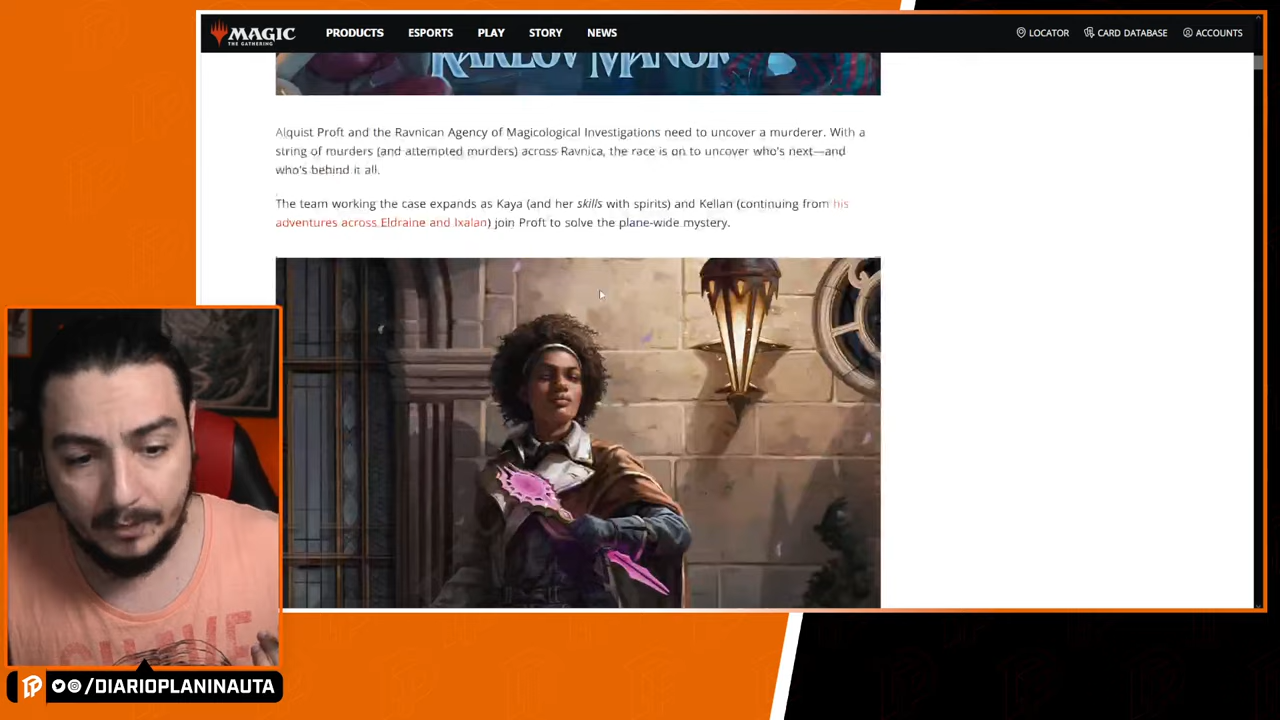 MAGIC
THE GATHERING
PRODUCTS
ESPORTS
PLAY
STORY
NEWS
LOCATOR
CARD DATABASE
ACCOUNTS
KARLOV MANOR
Alquist Proft and the Ravnican Agency of Magicological Investigations need to uncover a murderer. With a
string of murders (and attempted murders) across Ravnica, the race is on to uncover who's next—and
who's behind it all.
The team working the case expands as Kaya (and her skills with spirits) and Kellan (continuing from his
adventures across Eldraine and Ixalan) join Proft to solve the plane-wide mystery.
/DIARIOPLANINAUTA